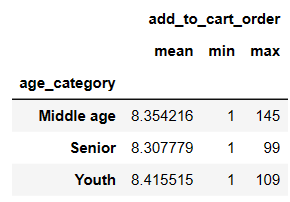 add_to_cart_order
mean min max
age_category
Middle age 8.354216 1 145
Senior 8.307779 1 99
Youth 8.415515 1 109